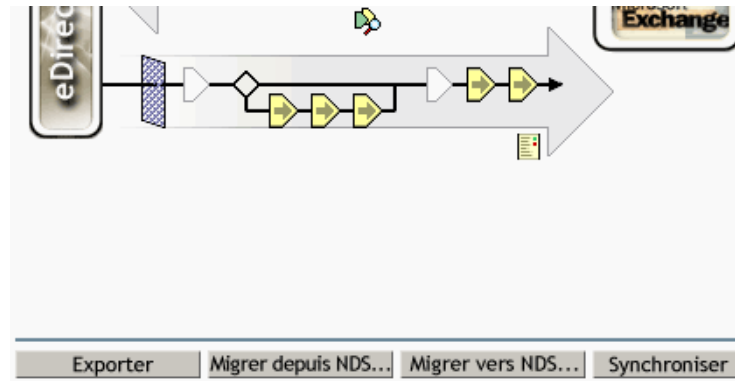 eDirec
Exchange
Exporter
Migrer depuis NDS...
Migrer vers NDS...
Synchroniser